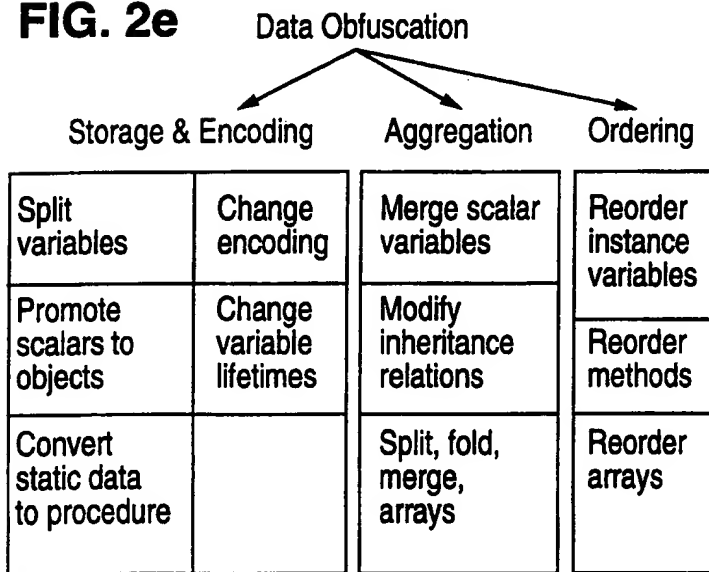 FIG. 2e
Data Obfuscation
Storage & Encoding
Aggregation
Ordering
Split
variables
Change
encoding
Merge scalar
variables
Reorder
instance
variables
Promote
scalars to
objects
Change
variable
lifetimes
Modify
inheritance
relations
Reorder
methods
Convert
static data
to procedure
Split, fold,
merge,
arrays
Reorder
arrays